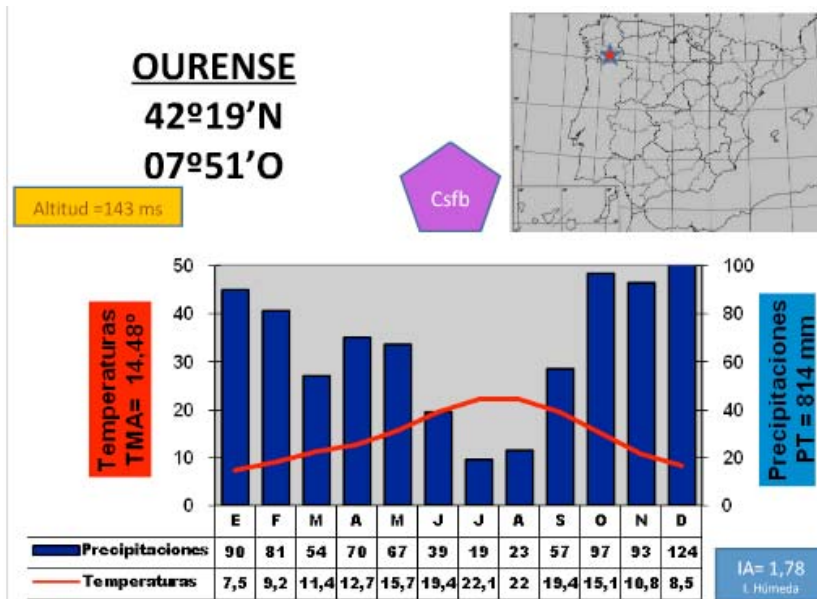 OURENSE
42º19’N
07º51’O
Altitud =143 ms
Csfb
Temperaturas
TMA= 14.48º
50
40
30
20
10
0
100
80
60
40
20
0
Precipitaciones
PT = 814 mm
E F M A M J J A S O N D
Precipitaciones 90 81 54 70 67 39 19 23 57 97 93 124
Temperaturas 7,5 9,2 11,4 12,7 15,7 19,4 22,1 22 19,4 15,1 10,8 8,5
IA= 1,78
I. Húmeda